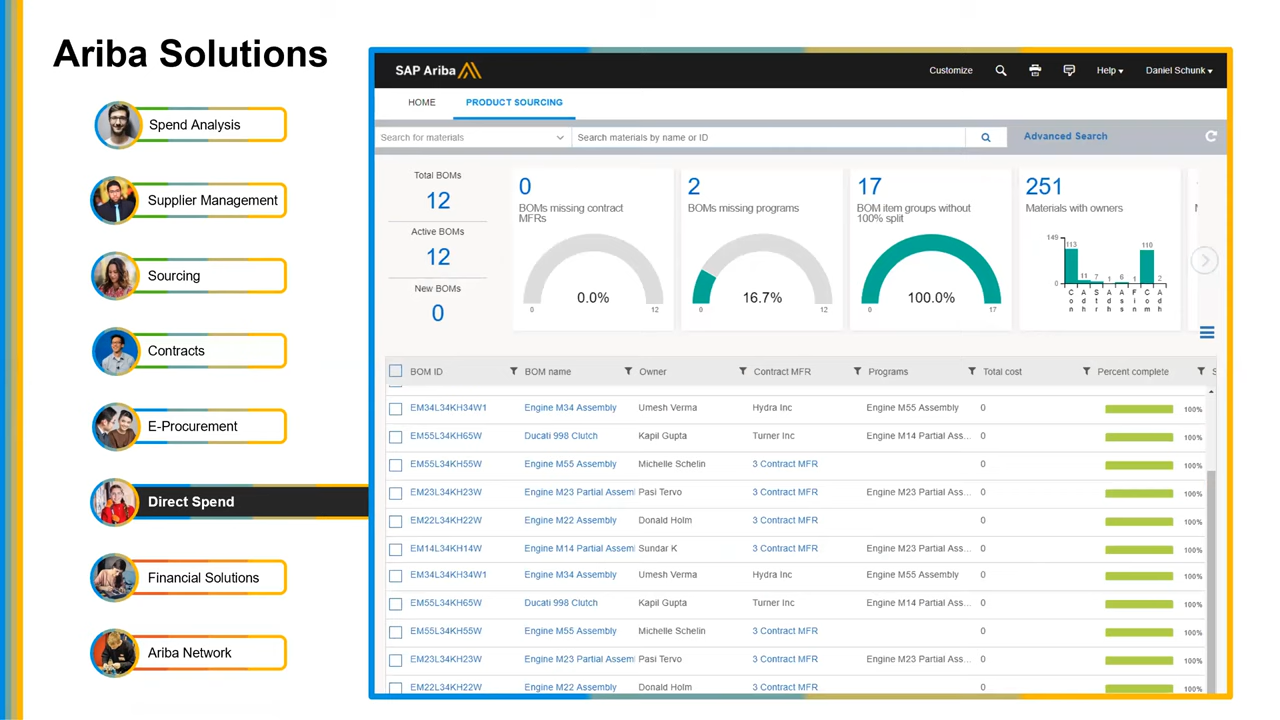 Ariba Solutions
Spend Analysis
Supplier Management
Sourcing
Contracts
E-Procurement
Direct Spend
Financial Solutions
Ariba Network
SAP Ariba
Customize
Help
Daniel Schunk
HOME PRODUCT SOURCING
Search for materials
Search materials by name or ID
Advanced Search
Total BOMs
12
Active BOMs
12
New BOMs
0
0
BOMs missing contract
MFRs
0.0%
0 12
2
BOMs missing programs
16.7%
0 12
17
BOM item groups without
100% split
100.0%
0 17
251
Materials with owners
149
0
113 11 7 1 6 1 110 2
BOM ID BOM name Owner Contract MFR Programs Total cost Percent complete
EM34L34KH34W1 Engine M34 Assembly Umesh Verma Hydra Inc Engine M55 Assembly 0 100%
EM55L34KH65W Ducati 998 Clutch Kapil Gupta Turner Inc Engine M14 Partial Ass... 0 100%
EM55L34KH55W Engine M55 Assembly Michelle Schelin 3 Contract MFR 0 100%
EM23L34KH23W Engine M23 Partial Assem Pasi Tervo 3 Contract MFR Engine M23 Partial Ass... 0 100%
EM22L34KH22W Engine M22 Assembly Donald Holm 3 Contract MFR 0 100%
EM14L34KH14W Engine M14 Partial Assem Sundar K 3 Contract MFR Engine M23 Partial Ass... 0 100%
EM34L34KH34W1 Engine M34 Assembly Umesh Verma Hydra Inc Engine M55 Assembly 0 100%
EM55L34KH65W Ducati 998 Clutch Kapil Gupta Turner Inc Engine M14 Partial Ass... 0 100%
EM55L34KH55W Engine M55 Assembly Michelle Schelin 3 Contract MFR 0 100%
EM23L34KH23W Engine M23 Partial Assem Pasi Tervo 3 Contract MFR Engine M23 Partial Ass... 0 100%
EM22L34KH22W Engine M22 Assembly Donald Holm 3 Contract MFR 0 100%